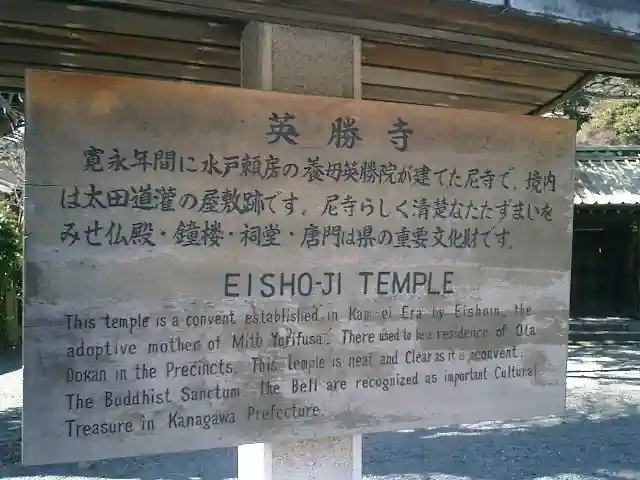 英勝寺
寛永年間に水戸頼房の養母英勝院が建てた尼寺で、境内
は太田道灌の屋敷跡です。尼寺らしく清楚なたたずまいを
みせ仏殿・鐘楼・祠堂・唐門は県の重要文化財です。
EISHO-JI TEMPLE
This temple is a convent established in Kan-ei Era by Eishoin, the
adoptive mother of Mito Yorifusa. There used to be a residence of Ota
Dokan in the Precincts. This temple is neat and Clear as it is a convent.
The Buddhist Sanctum, the Bell are recognized as important Cultural
Treasure in Kanagawa Prefecture.